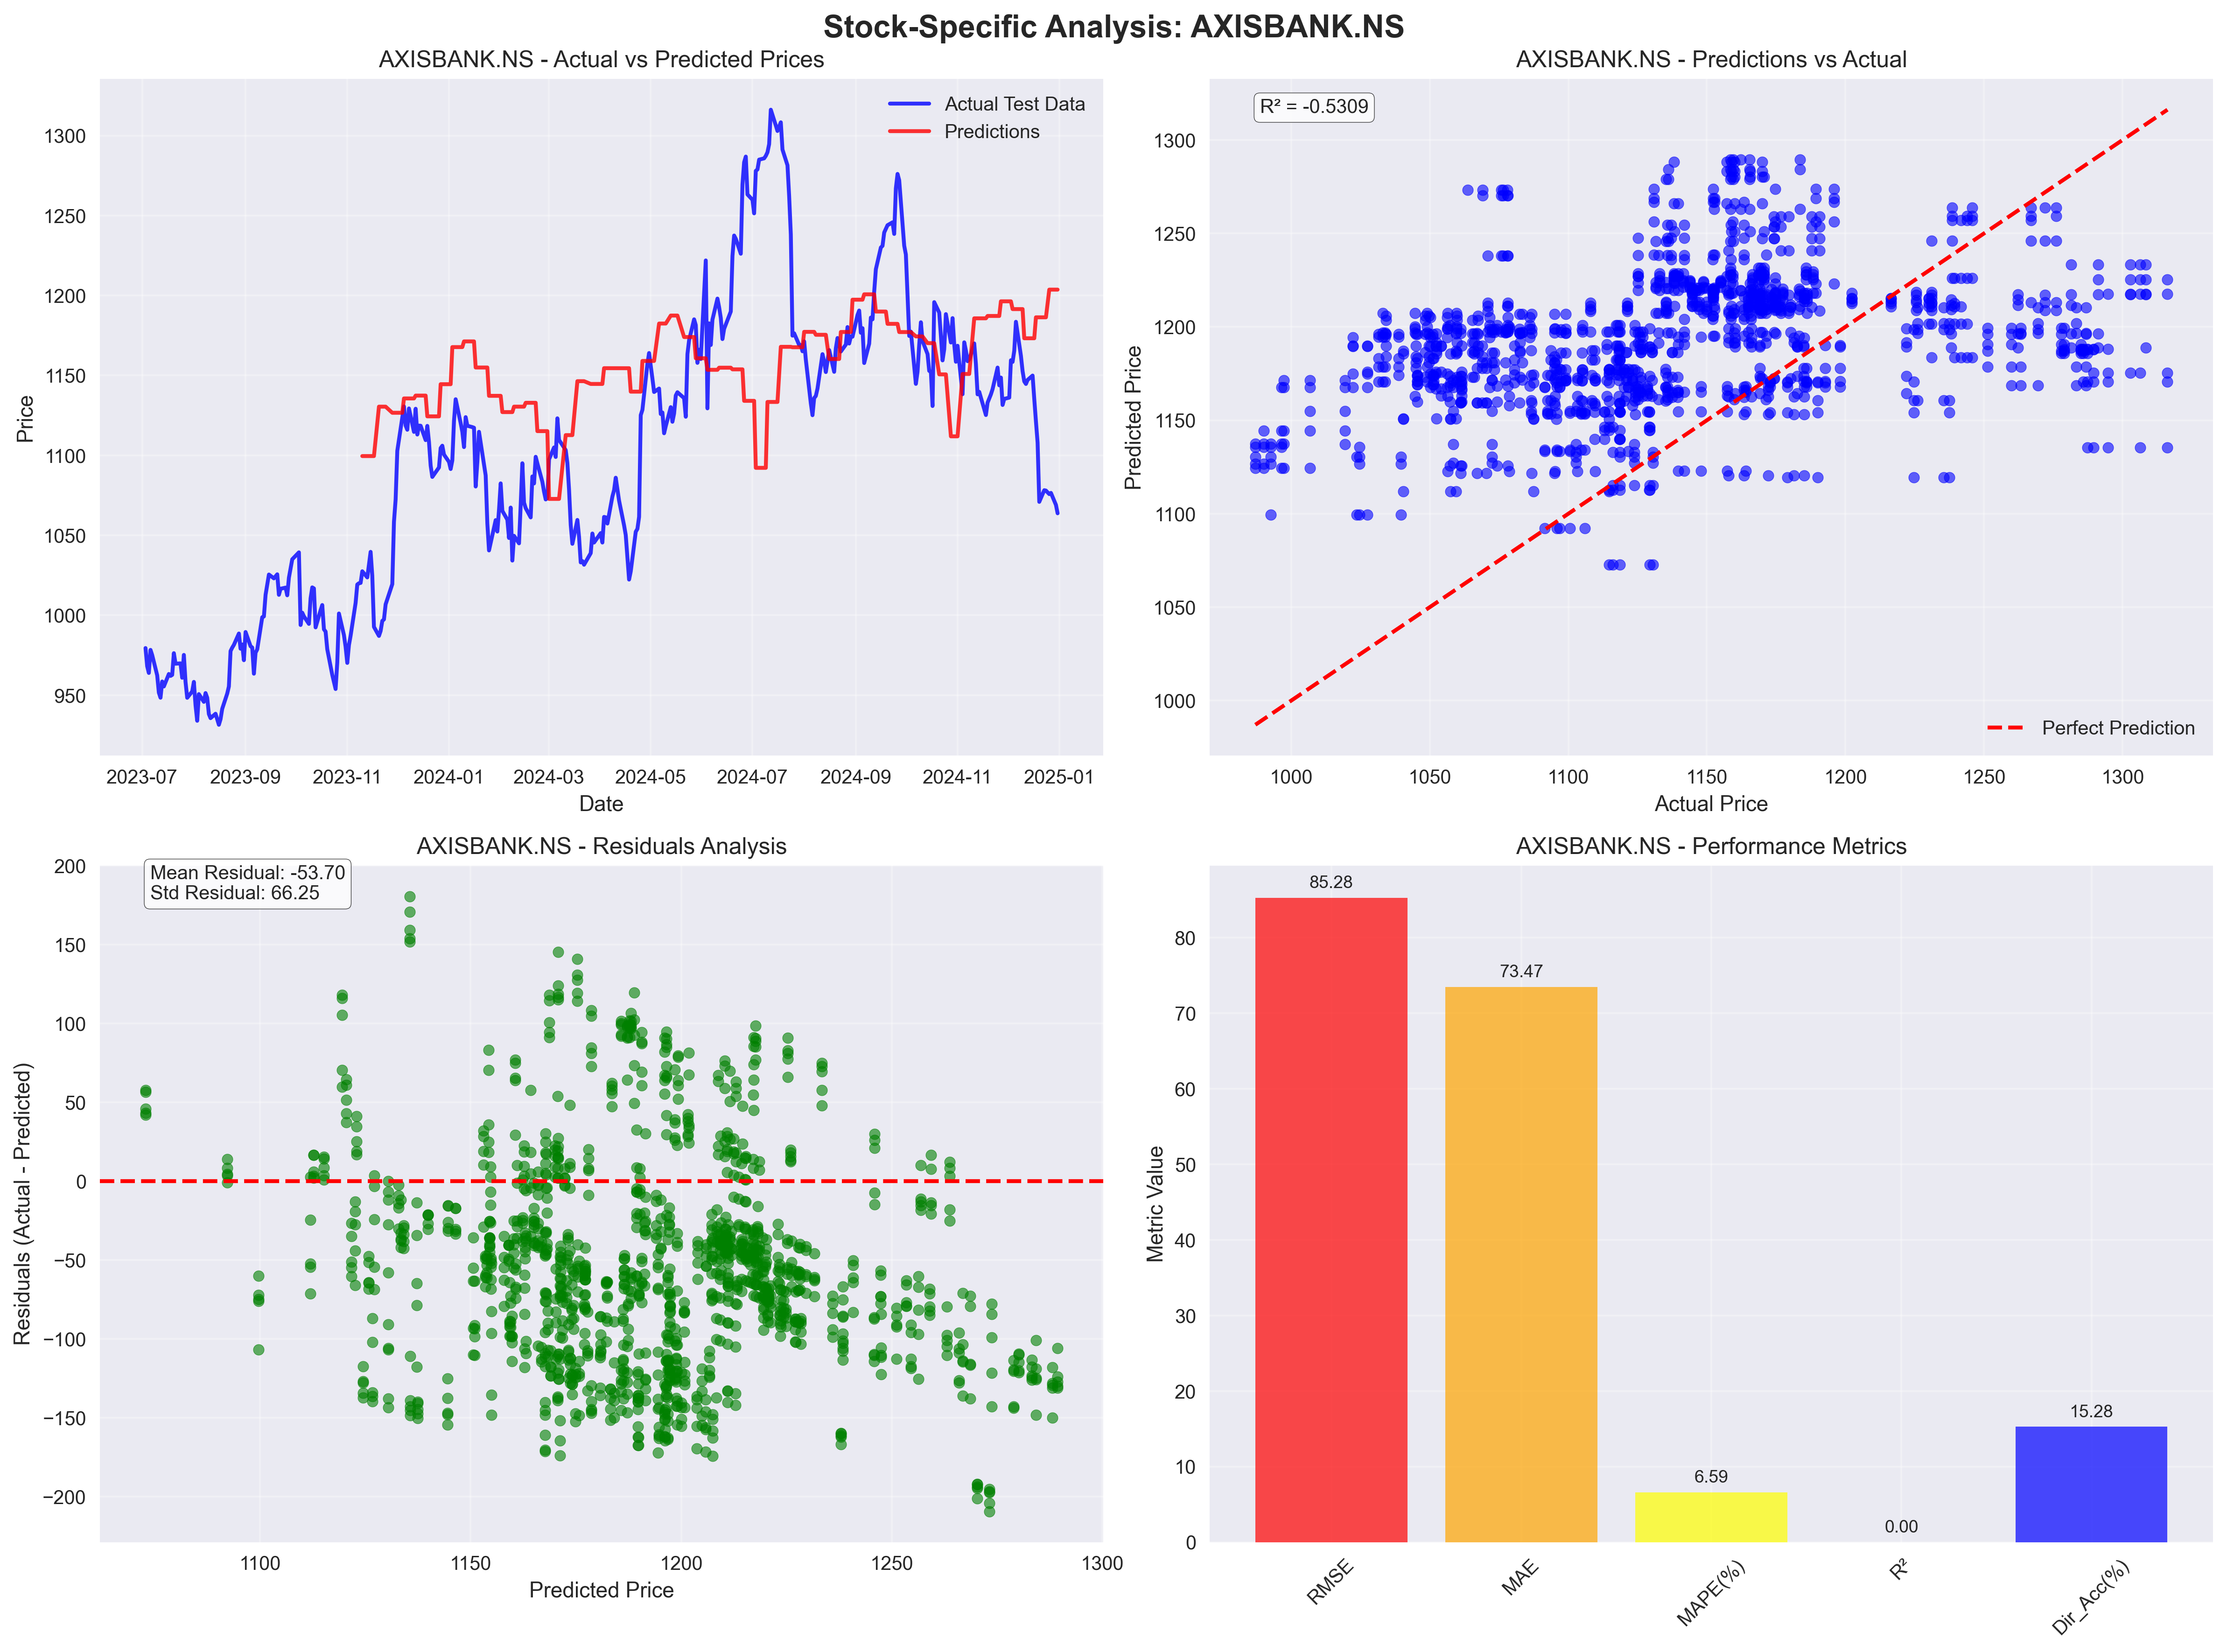 Stock-Specific Analysis: AXISBANK.NS
AXISBANK.NS - Actual vs Predicted Prices
Actual Test Data
Predictions
Price
1300
1250
1200
1150
1100
1050
1000
950
2023-07 2023-09 2023-11 2024-01 2024-03 2024-05 2024-07 2024-09 2024-11 2025-01
Date
AXISBANK.NS - Predictions vs Actual
R² = -0.5309
Predicted Price
1300
1250
1200
1150
1100
1050
1000
Perfect Prediction
1000 1050 1100 1150 1200 1250 1300
Actual Price
AXISBANK.NS - Residuals Analysis
Mean Residual: -53.70
Std Residual: 66.25
Residuals (Actual - Predicted)
200
150
100
50
0
−50
−100
−150
−200
1100 1150 1200 1250 1300
Predicted Price
AXISBANK.NS - Performance Metrics
Metric Value
80
70
60
50
40
30
20
10
0
85.28
73.47
6.59
0.00
15.28
RMSE
MAE
MAPE(%)
R²
Dir_Acc(%)